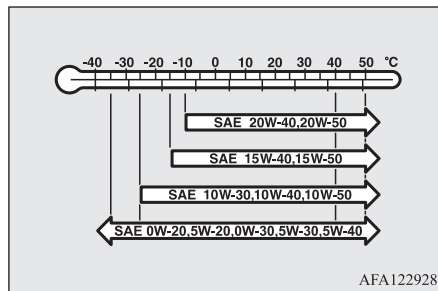 -40 -30 -20 -10 0 10 20 30 40 50 °C
SAE 20W-40,20W-50
SAE 15W-40,15W-50
SAE 10W-30,10W-40,10W-50
SAE 0W-20,5W-20,0W-30,5W-30,5W-40
AFA122928